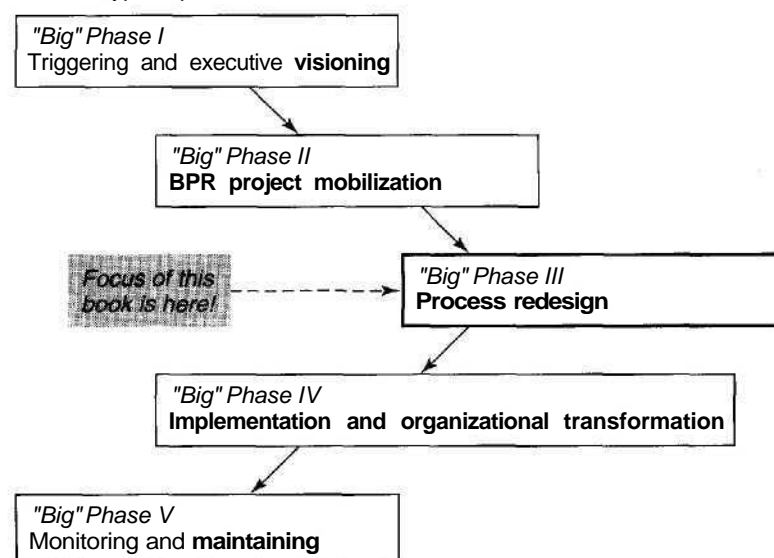 "Big" Phase I
Triggering and executive visioning
"Big" Phase II
BPR project mobilization
Focus of this
book is here!
"Big" Phase III
Process redesign
"Big" Phase IV
Implementation and organizational transformation
"Big" Phase V
Monitoring and maintaining